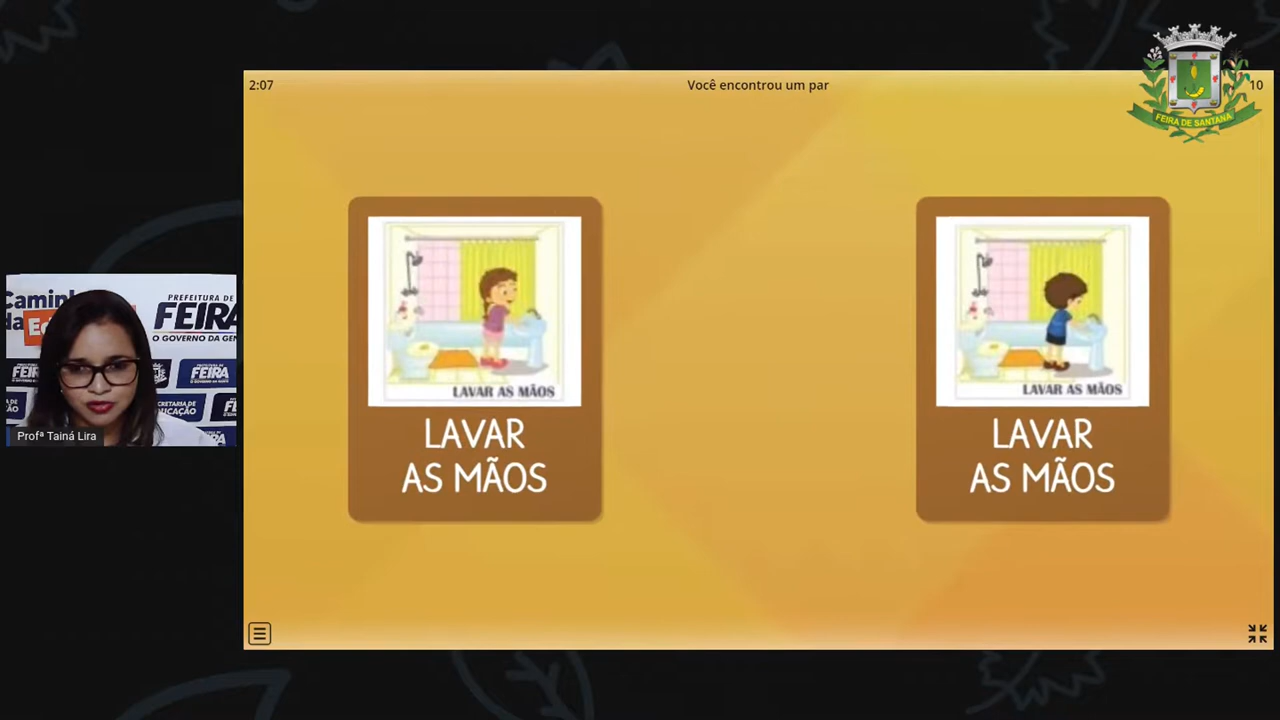 2:07
Você encontrou um par
10
FEIRA DE SANTANA
LAVAR AS MÃOS
LAVAR
AS MÃOS
LAVAR AS MÃOS
LAVAR
AS MÃOS
PREFEITURA DE
FEIRA
O GOVERNO DA
FEIRA
Profª Tainá Lira